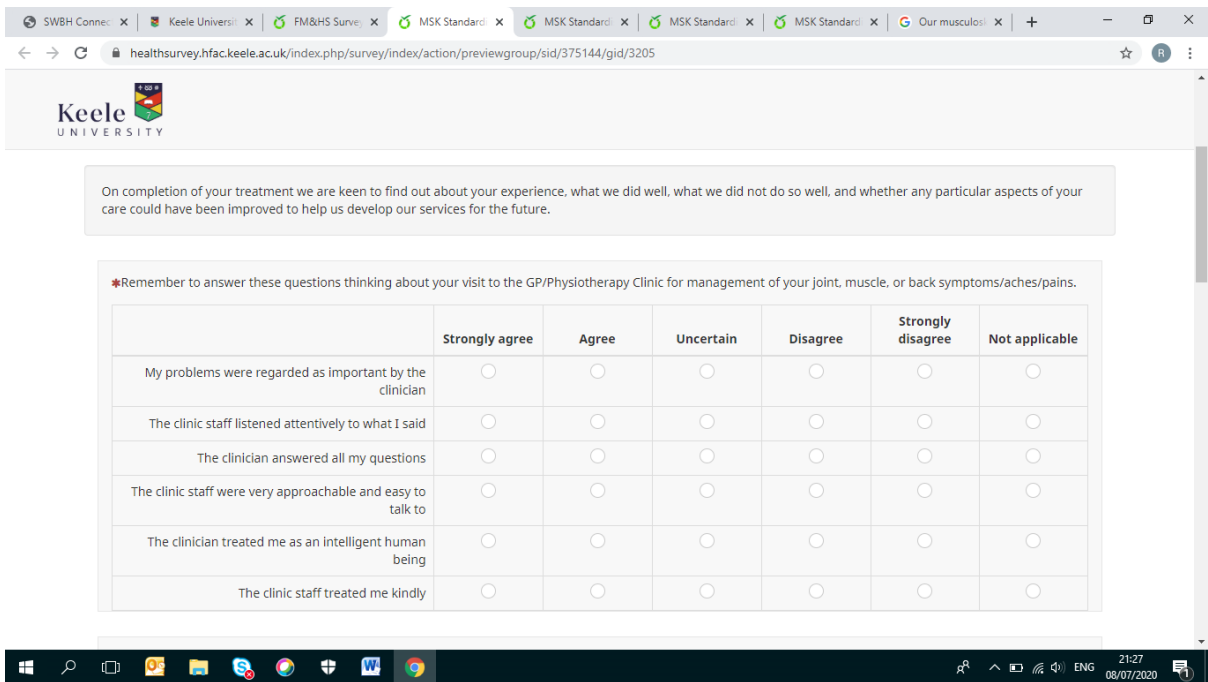 SWBH Connec
Keele Universit
FM&HS Survey
MSK Standardi
MSK Standardi
MSK Standardi
MSK Standardi
Our musculosk
healthsurvey.hfac.keele.ac.uk/index.php/survey/index/action/previewgroup/sid/375144/gid/3205
R
Keele
UNIVERSITY
On completion of your treatment we are keen to find out about your experience, what we did well, what we did not do so well, and whether any particular aspects of your
care could have been improved to help us develop our services for the future.
*Remember to answer these questions thinking about your visit to the GP/Physiotherapy Clinic for management of your joint, muscle, or back symptoms/aches/pains.
Strongly agree Agree Uncertain Disagree Strongly disagree Not applicable
My problems were regarded as important by the
clinician
The clinic staff listened attentively to what I said
The clinician answered all my questions
The clinic staff were very approachable and easy to
talk to
The clinician treated me as an intelligent human
being
The clinic staff treated me kindly
ENG
21:27
08/07/2020